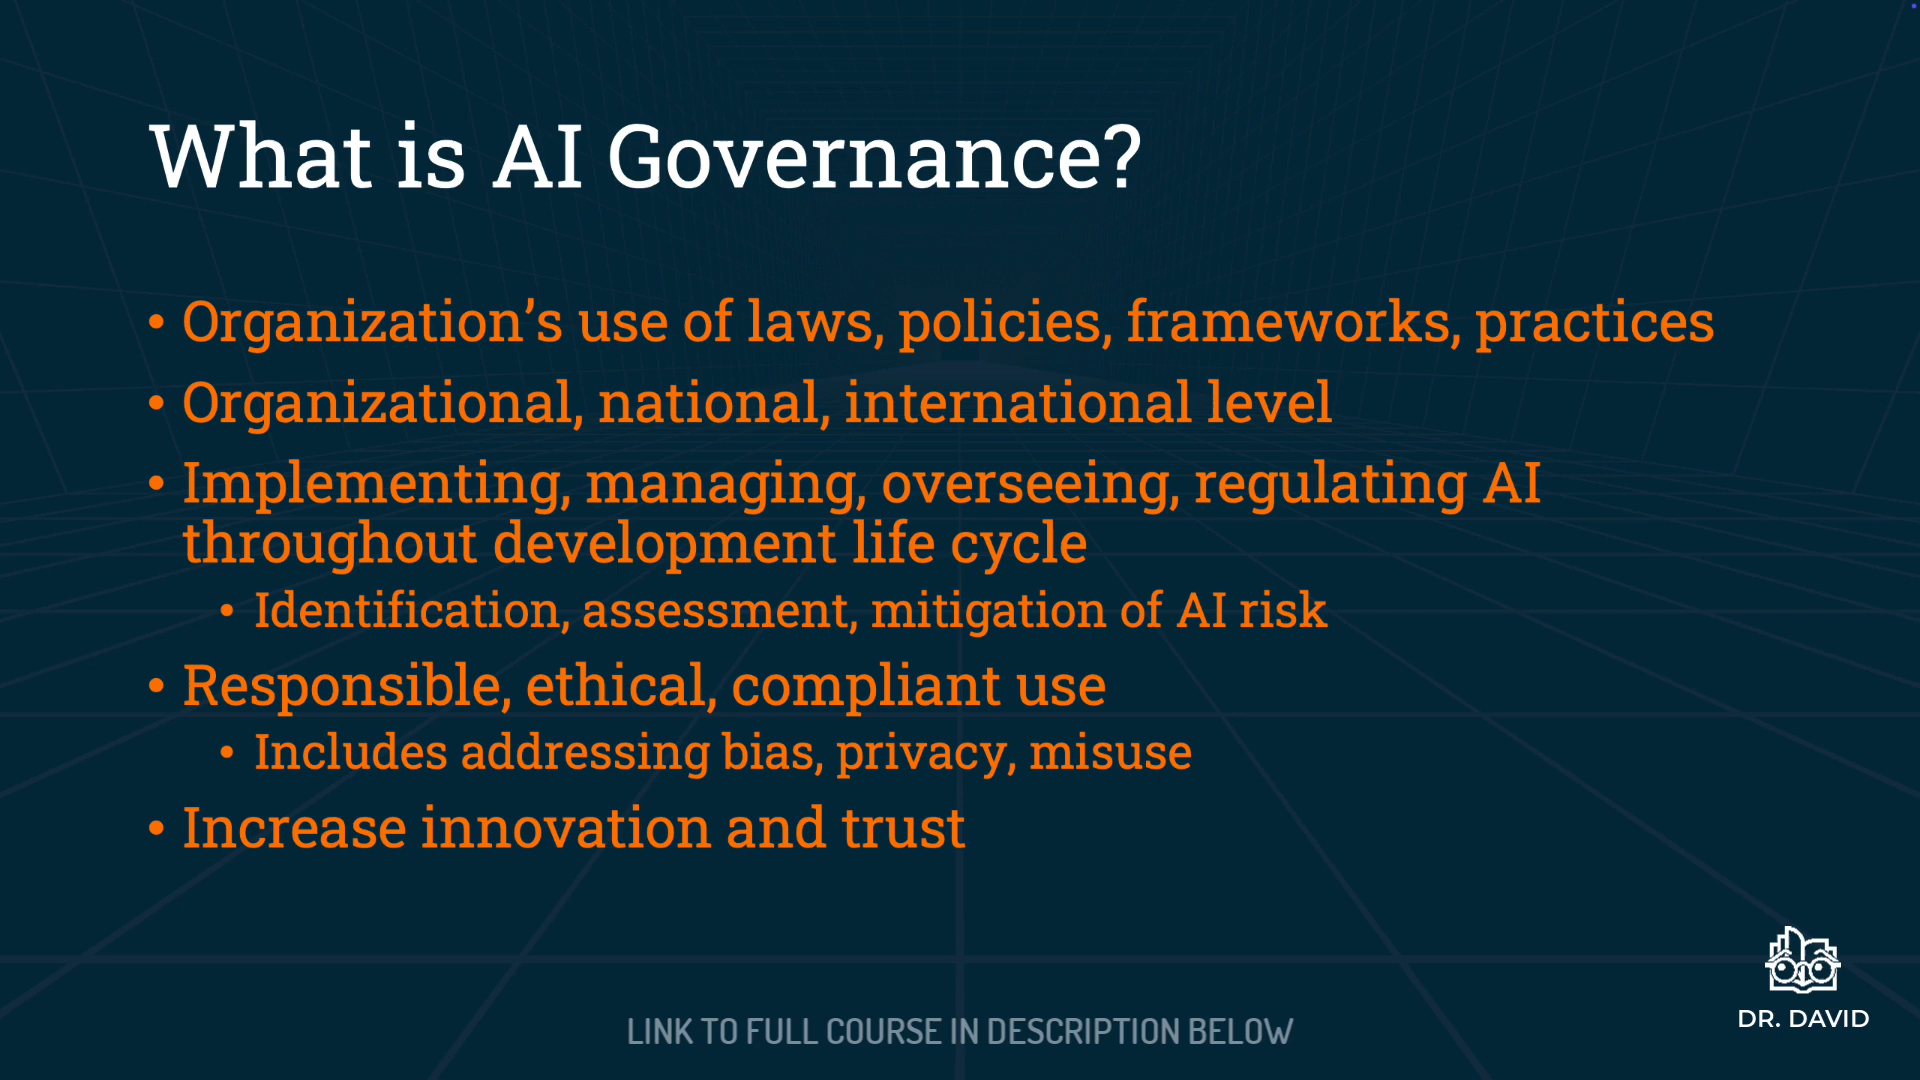 What is AI Governance?
• Organization’s use of laws, policies, frameworks, practices
• Organizational, national, international level
• Implementing, managing, overseeing, regulating AI
throughout development life cycle
• Identification, assessment, mitigation of AI risk
• Responsible, ethical, compliant use
• Includes addressing bias, privacy, misuse
• Increase innovation and trust
DR. DAVID
LINK TO FULL COURSE IN DESCRIPTION BELOW